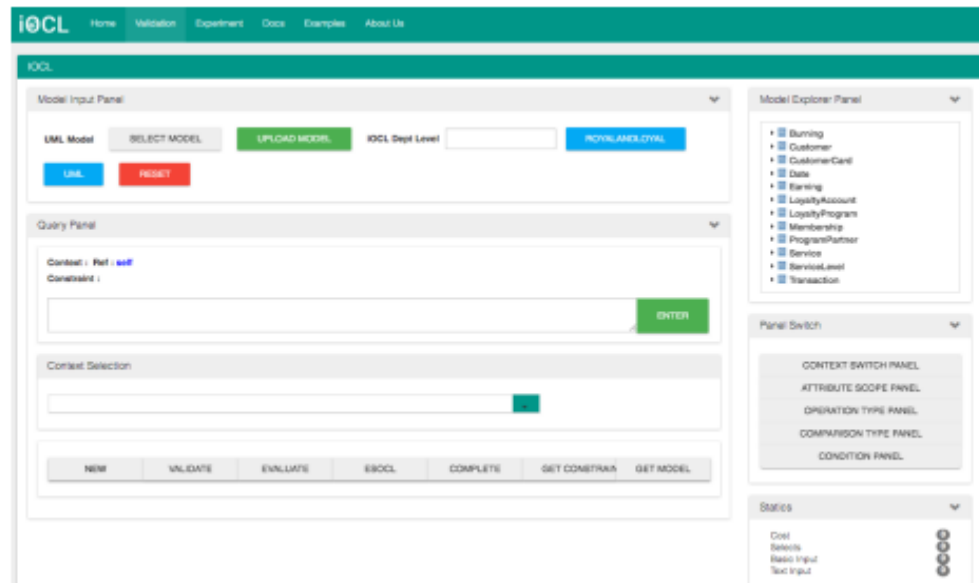 iOCL Home Validation Experiment Docs Examples About Us
iOCL
Model Input Panel
UML Model SELECT MODEL UPLOAD MODEL iOCL Dept Level ROYALANDLOYAL
UML RESET
Query Panel
Context : Ref : self
Constraint :
ENTER
Context Selection
NEW VALIDATE EVALUATE EBOCL COMPLETE GET CONSTRAIN GET MODEL
Model Explorer Panel
Burning
Customer
CustomerCard
Date
Earning
LoyaltyAccount
LoyaltyProgram
Membership
ProgramPartner
Service
ServiceLevel
Transaction
Panel Switch
CONTEXT SWITCH PANEL
ATTRIBUTE SCOPE PANEL
OPERATION TYPE PANEL
COMPARISON TYPE PANEL
CONDITION PANEL
Statics
Cost
Selects
Basic Input
Text Input